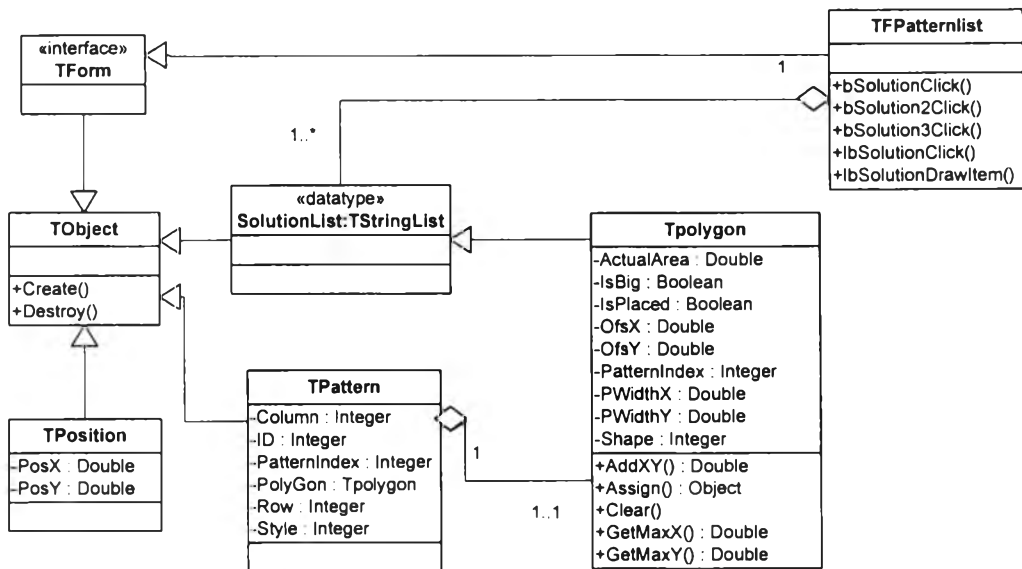 «interface»
TForm
TFPatternlist
+bSolutionClick()
+bSolution2Click()
+bSolution3Click()
+lbSolutionClick()
+lbSolutionDrawItem()
1
1..*
«datatype»
SolutionList:TStringList
TObject
+Create()
+Destroy()
Tpolygon
-ActualArea : Double
-IsBig : Boolean
-IsPlaced : Boolean
-OfsX : Double
-OfsY : Double
-PatternIndex : Integer
-PWidthX : Double
-PWidthY : Double
-Shape : Integer
+AddXY() : Double
+Assign() : Object
+Clear()
+GetMaxX() : Double
+GetMaxY() : Double
TPattern
-Column : Integer
-ID : Integer
-PatternIndex : Integer
-PolyGon : Tpolygon
-Row : Integer
-Style : Integer
1
1..1
TPosition
-PosX : Double
-PosY : Double